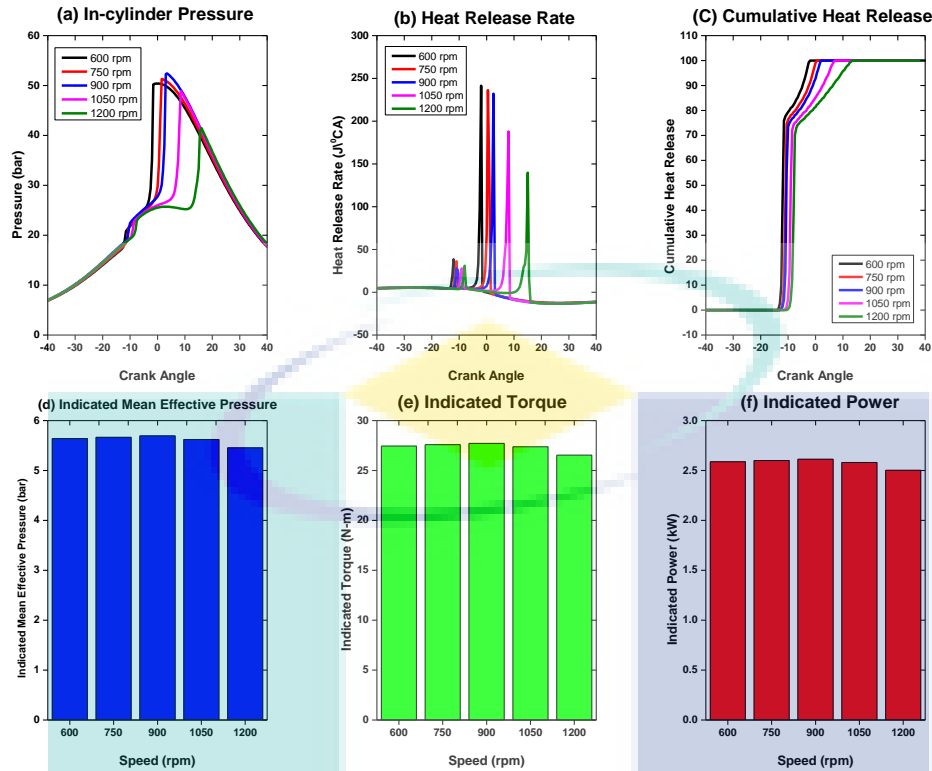 (a) In-cylinder Pressure
60
50
40
30
20
10
0
Pressure (bar)
600 rpm
750 rpm
900 rpm
1050 rpm
1200 rpm
-40 -30 -20 -10 0 10 20 30 40
Crank Angle
(b) Heat Release Rate
300
250
200
150
100
50
0
-50
Heat Release Rate (J\⁰CA)
600 rpm
750 rpm
900 rpm
1050 rpm
1200 rpm
-40 -30 -20 -10 0 10 20 30 40
Crank Angle
(C) Cumulative Heat Release
110
100
90
80
70
60
50
40
30
20
10
0
-10
Cumulative Heat Release
600 rpm
750 rpm
900 rpm
1050 rpm
1200 rpm
-40 -30 -20 -10 0 10 20 30 40
Crank Angle
(d) Indicated Mean Effective Pressure
6
5
4
3
2
1
0
Indicated Mean Effective Pressure (bar)
600 750 900 1050 1200
Speed (rpm)
(e) Indicated Torque
30
25
20
15
10
5
0
Indicated Torque (N-m)
600 750 900 1050 1200
Speed (rpm)
(f) Indicated Power
3.0
2.5
2.0
1.5
1.0
0.5
0.0
Indicated Power (kW)
600 750 900 1050 1200
Speed (rpm)